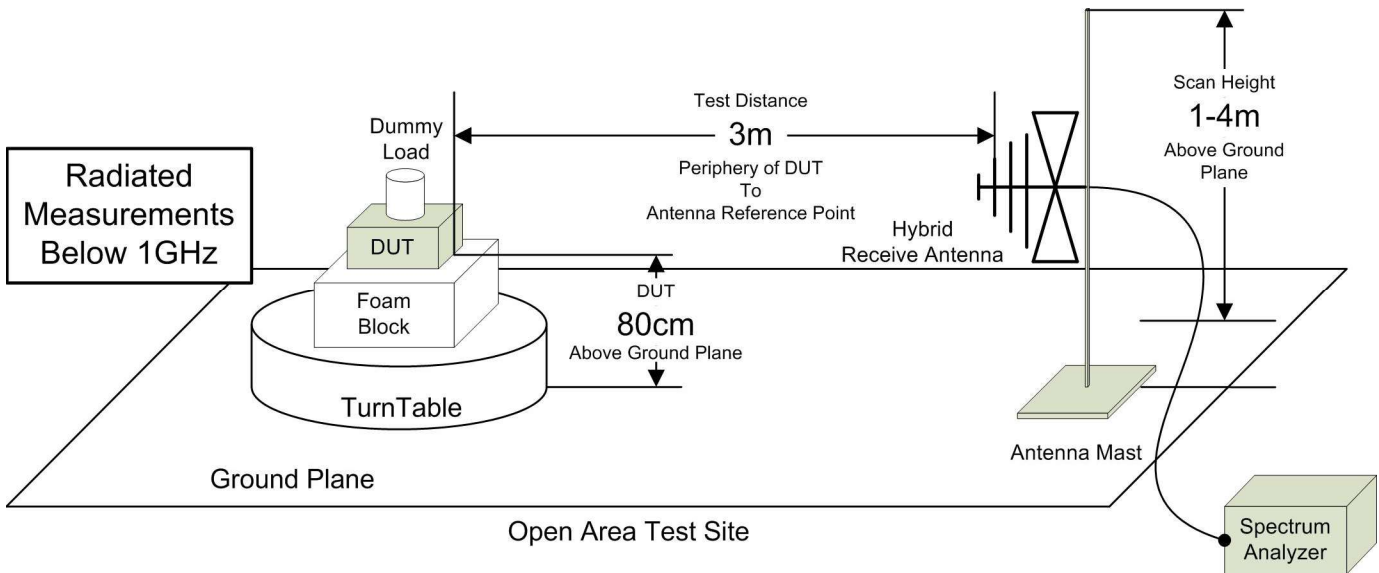 Radiated
Measurements
Below 1GHz
Dummy
Load
DUT
Foam
Block
TurnTable
Ground Plane
Test Distance
3m
Periphery of DUT
To
Antenna Reference Point
DUT
80cm
Above Ground Plane
Hybrid
Receive Antenna
Scan Height
1-4m
Above Ground
Plane
Antenna Mast
Open Area Test Site
Spectrum
Analyzer